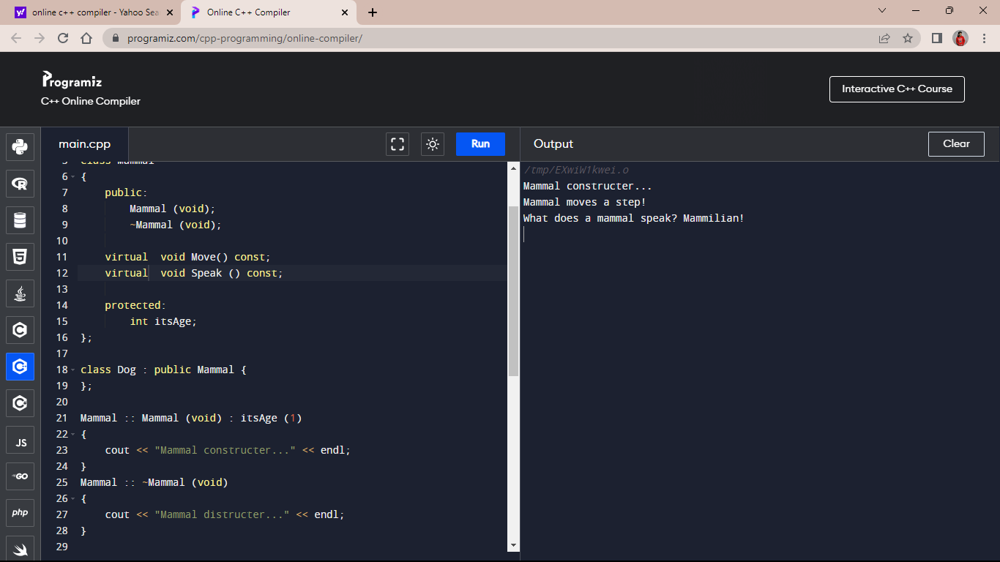 online c++ compiler - Yahoo Sea
Online C++ Compiler
programiz.com/cpp-programming/online-compiler/
Programiz
C++ Online Compiler
Interactive C++ Course
main.cpp
Run
Output
Clear
5 class Mammal
6 {
7 public:
8 Mammal (void);
9 ~Mammal (void);
10
11 virtual  void Move() const;
12 virtual  void Speak () const;
13
14 protected:
15 int itsAge;
16 };
17
18 class Dog : public Mammal {
19 };
20
21 Mammal :: Mammal (void) : itsAge (1)
22 {
23 cout << "Mammal constructer..." << endl;
24 }
25 Mammal :: ~Mammal (void)
26 {
27 cout << "Mammal distructer..." << endl;
28 }
29
/tmp/EXwiW1kwei.o
Mammal constructer...
Mammal moves a step!
What does a mammal speak? Mammilian!
JS
GO
php